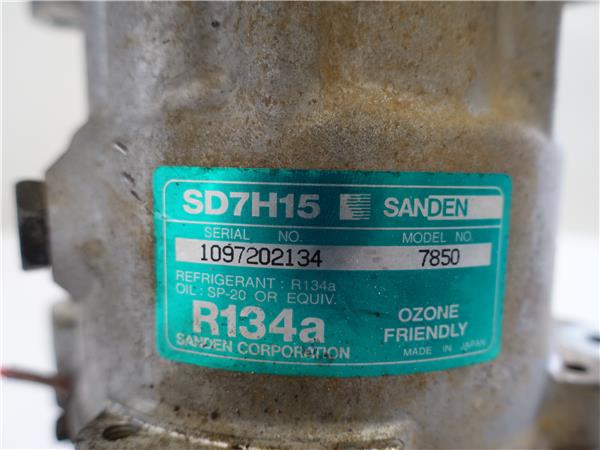 SD7H15 SANDEN
SERIAL NO. MODEL NO.
1097202134 7850
REFRIGERANT : R134a
OIL : SP-20 OR EQUIV.
R134a OZONE FRIENDLY
SANDEN CORPORATION MADE IN JAPAN